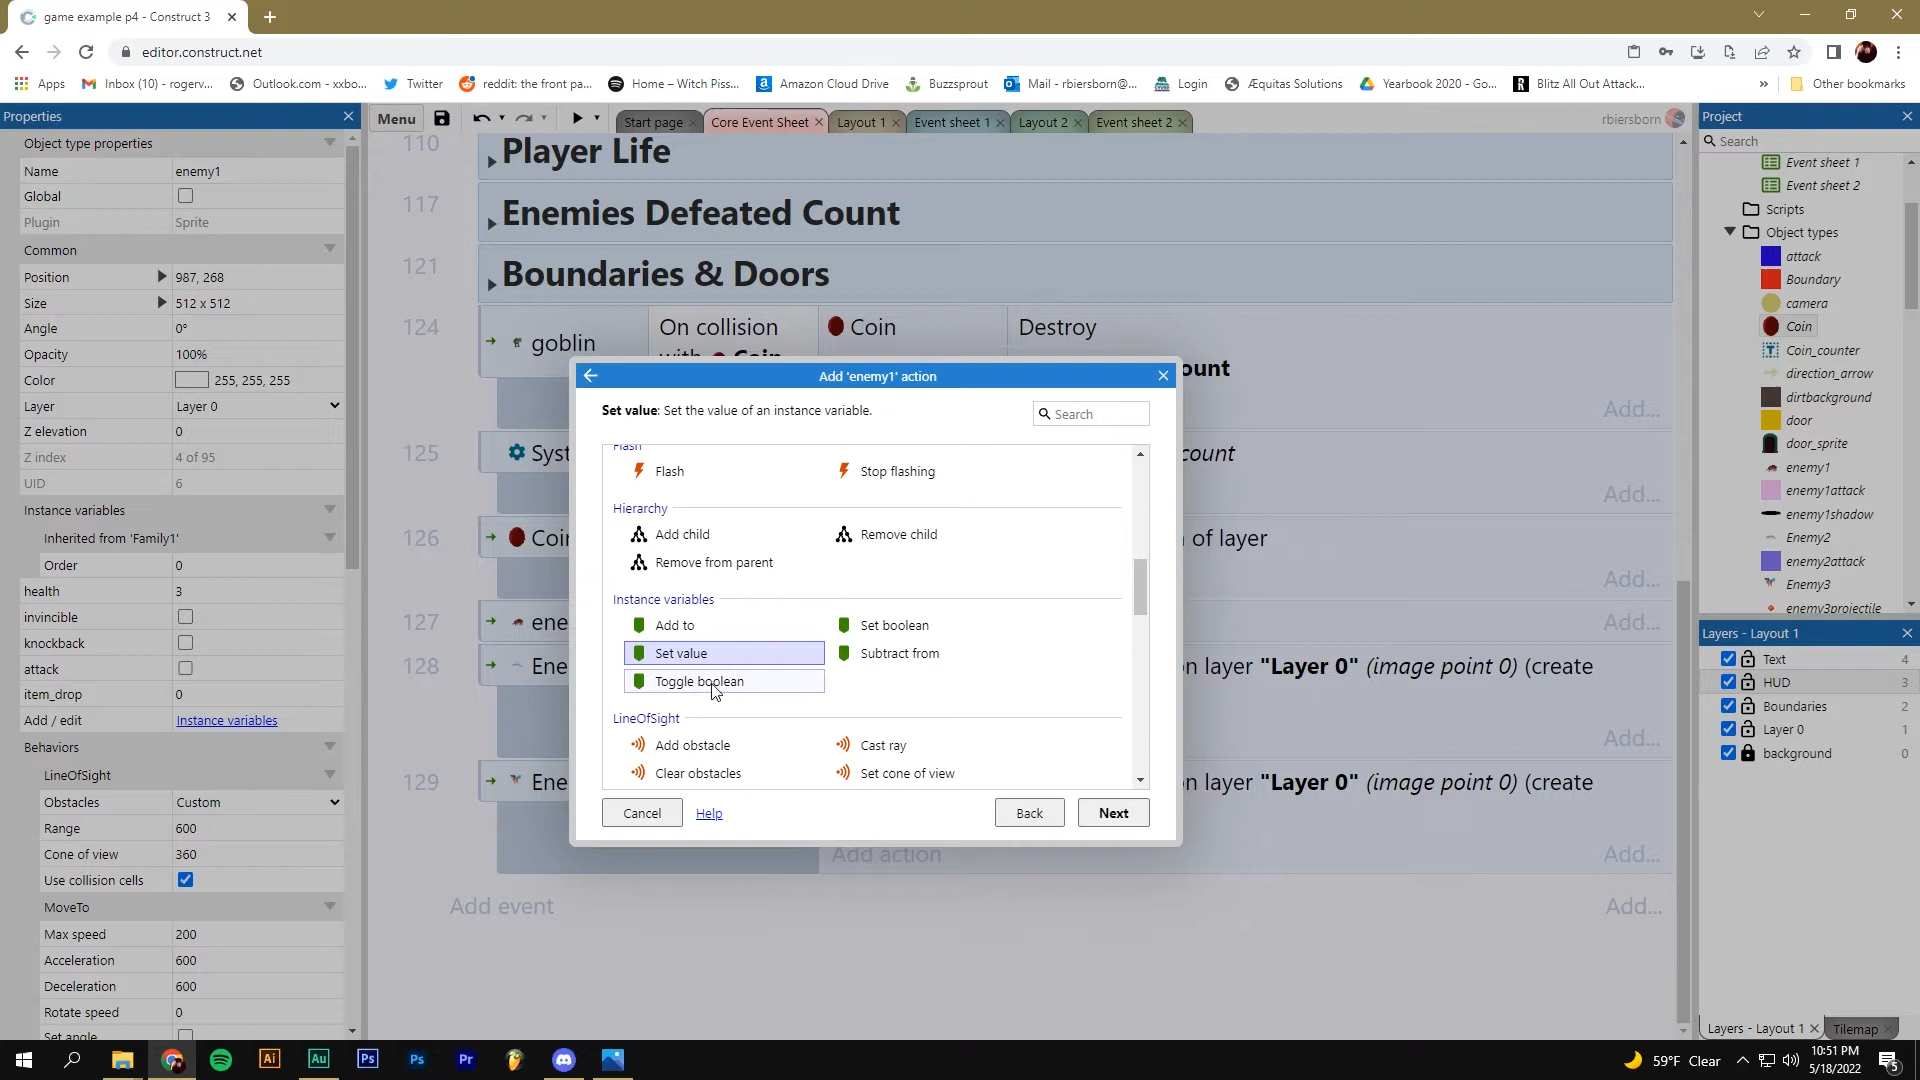 game example p4 - Construct 3
editor.construct.net
Apps
Inbox (10) - rogerv...
Outlook.com - xxbo...
Twitter
reddit: the front pa...
Home – Witch Piss...
Amazon Cloud Drive
Buzzsprout
Mail - rbiersborn@...
Login
Æquitas Solutions
Yearbook 2020 - Go...
Blitz All Out Attack...
»
Other bookmarks
Properties
Menu
Start page
Core Event Sheet
Layout 1
Event sheet 1
Layout 2
Event sheet 2
rbiersborn
Project
Object type properties
Name enemy1
Global
Plugin Sprite
Common
Position 987, 268
Size 512 x 512
Angle 0°
Opacity 100%
Color 255, 255, 255
Layer Layer 0
Z elevation 0
Z index 4 of 95
UID 6
Instance variables
Inherited from 'Family1'
Order 0
health 3
invincible
knockback
attack
item_drop 0
Add / edit Instance variables
Behaviors
LineOfSight
Obstacles Custom
Range 600
Cone of view 360
Use collision cells
MoveTo
Max speed 200
Acceleration 600
Deceleration 600
Rotate speed 0
Set angle
110 Player Life
117 Enemies Defeated Count
121 Boundaries & Doors
124 goblin On collision Coin Destroy
with Coin ount
Add...
125 Syst count
Add...
126 Coin of layer
Add...
127 ene
128 Ene n layer "Layer 0" (image point 0) (create
Add...
129 Ene n layer "Layer 0" (image point 0) (create
Add action Add...
Add event Add...
Add 'enemy1' action
Set value: Set the value of an instance variable.
Search
Flash
Flash Stop flashing
Hierarchy
Add child Remove child
Remove from parent
Instance variables
Add to Set boolean
Set value Subtract from
Toggle boolean
LineOfSight
Add obstacle Cast ray
Clear obstacles Set cone of view
Cancel Help Back Next
Search
Event sheet 1
Event sheet 2
Scripts
Object types
attack
Boundary
camera
Coin
Coin_counter
direction_arrow
dirtbackground
door
door_sprite
enemy1
enemy1attack
enemy1shadow
Enemy2
enemy2attack
Enemy3
enemy3projectile
Layers - Layout 1
Text 4
HUD 3
Boundaries 2
Layer 0 1
background 0
Layers - Layout 1 Tilemap
Ai
Au
Ps
Ps
Pr
59°F Clear
10:51 PM
5/18/2022
5